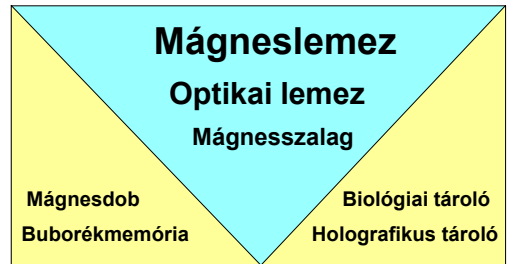 Mágneslemez
Optikai lemez
Mágnesszalag
Mágnesdob
Buborékmemória
Biológiai tároló
Holografikus tároló